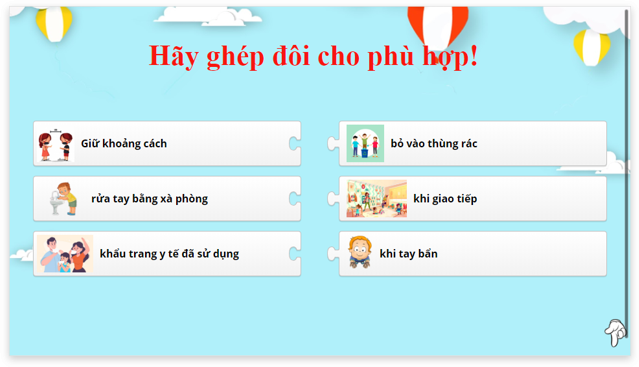 Hãy ghép đôi cho phù hợp!
Giữ khoảng cách
bỏ vào thùng rác
rửa tay bằng xà phòng
khi giao tiếp
khẩu trang y tế đã sử dụng
khi tay bẩn